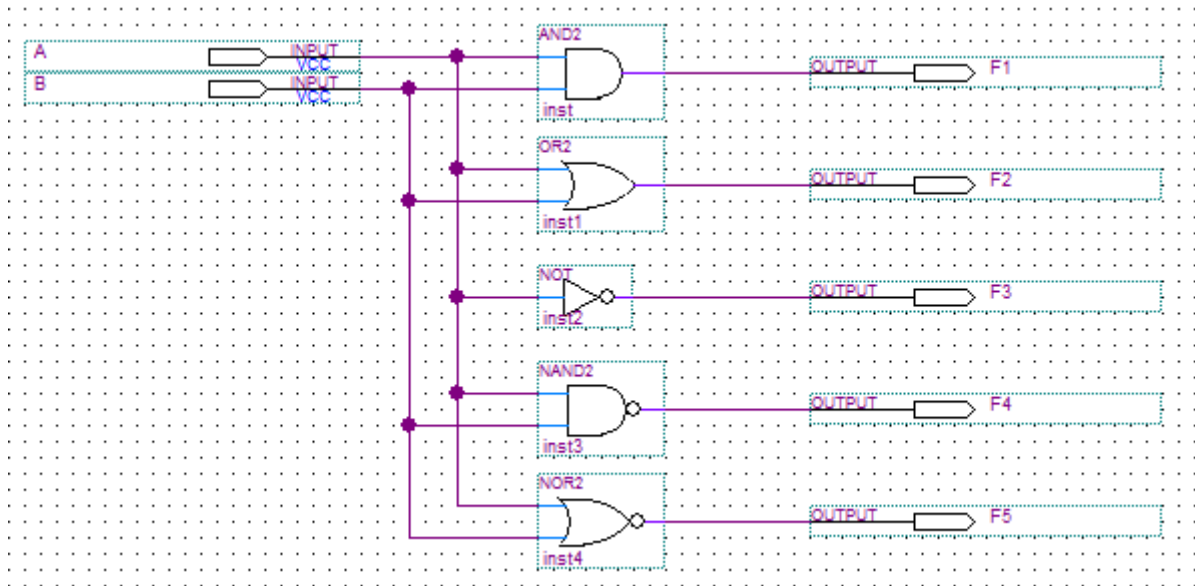 A INPUT
VCC
B INPUT
VCC
AND2
inst
OUTPUT F1
OR2
inst1
OUTPUT F2
NOT
inst2
OUTPUT F3
NAND2
inst3
OUTPUT F4
NOR2
inst4
OUTPUT F5